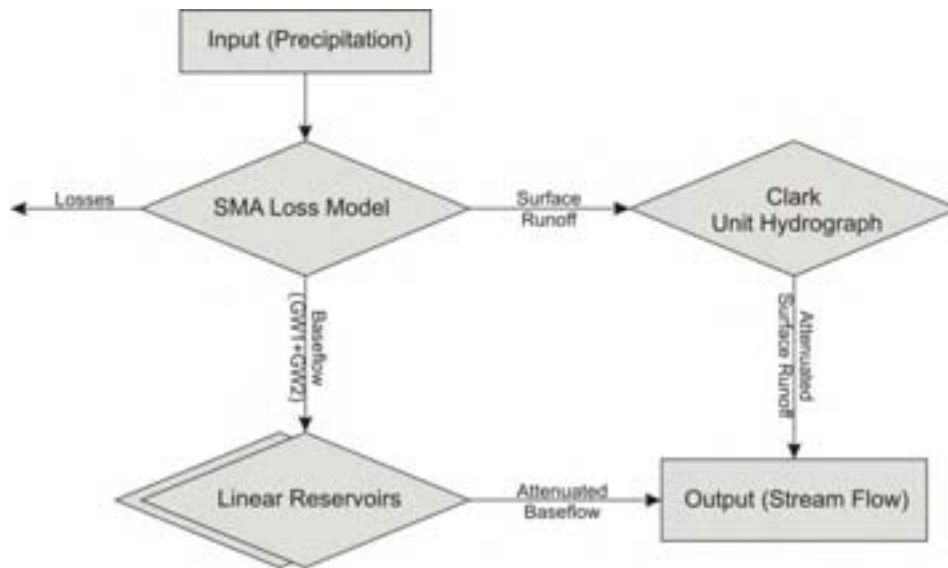 Input (Precipitation)
Losses
SMA Loss Model
Surface
Runoff
Clark
Unit Hydrograph
Baseflow
(GW1+GW2)
Attenuated
Surface Runoff
Linear Reservoirs
Attenuated
Baseflow
Output (Stream Flow)